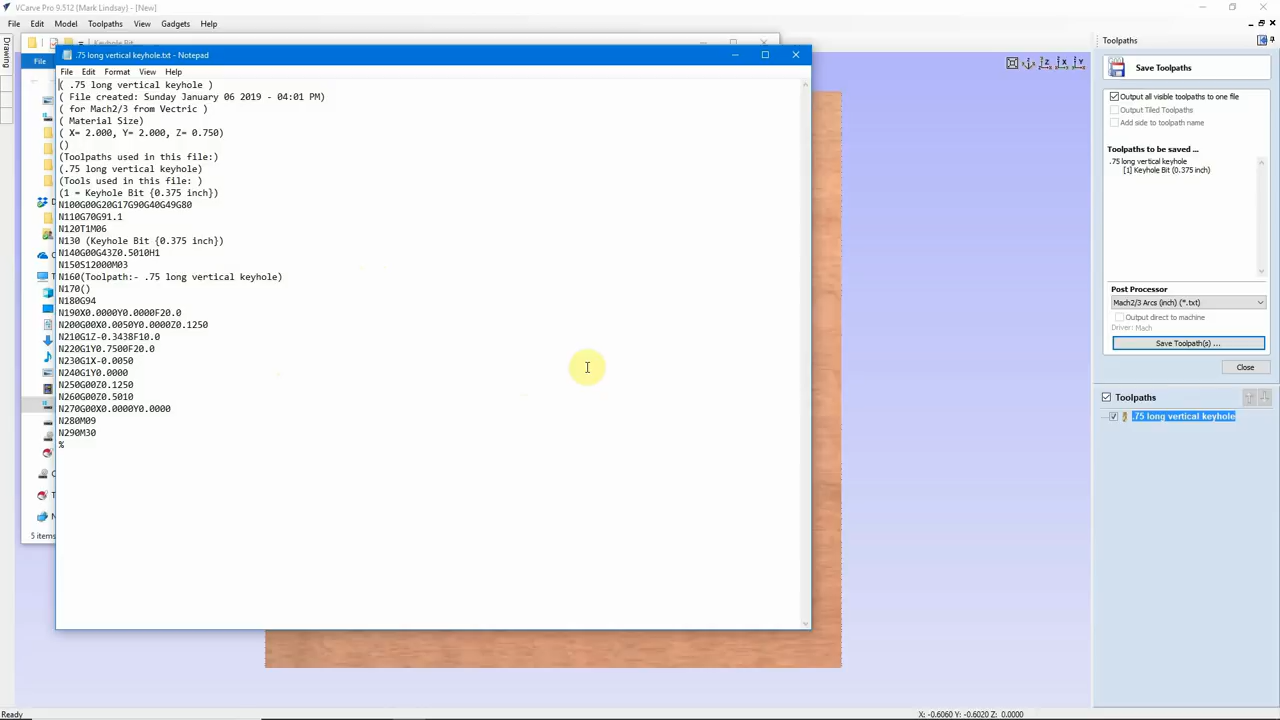 VCarve Pro 9.512 [Mark Lindsay] - [New]
File Edit Model Toolpaths View Gadgets Help
Drawing
Keyhole Bit
File
.75 long vertical keyhole.txt - Notepad
File Edit Format View Help
( .75 long vertical keyhole )
( File created: Sunday January 06 2019 - 04:01 PM)
( for Mach2/3 from Vectric )
( Material Size)
( X= 2.000, Y= 2.000, Z= 0.750)
()
(Toolpaths used in this file:)
(.75 long vertical keyhole)
(Tools used in this file: )
(1 = Keyhole Bit {0.375 inch})
N100G00G20G17G90G40G49G80
N110G70G91.1
N120T1M06
N130 (Keyhole Bit {0.375 inch})
N140G00G43Z0.5010H1
N150S12000M03
N160(Toolpath:- .75 long vertical keyhole)
N170()
N180G94
N190X0.0000Y0.0000F20.0
N200G00X0.0050Y0.0000Z0.1250
N210G1Z-0.3438F10.0
N220G1Y0.7500F20.0
N230G1X-0.0050
N240G1Y0.0000
N250G00Z0.1250
N260G00Z0.5010
N270G00X0.0000Y0.0000
N280M09
N290M30
%
5 items
Toolpaths
Save Toolpaths
Output all visible toolpaths to one file
Output Tiled Toolpaths
Add side to toolpath name
Toolpaths to be saved ...
.75 long vertical keyhole
[1] Keyhole Bit (0.375 inch)
Post Processor
Mach2/3 Arcs (inch) (*.txt)
Output direct to machine
Driver: Mach
Save Toolpath(s) ...
Close
Toolpaths
.75 long vertical keyhole
Ready
X: -0.6060 Y: -0.6020 Z: 0.0000